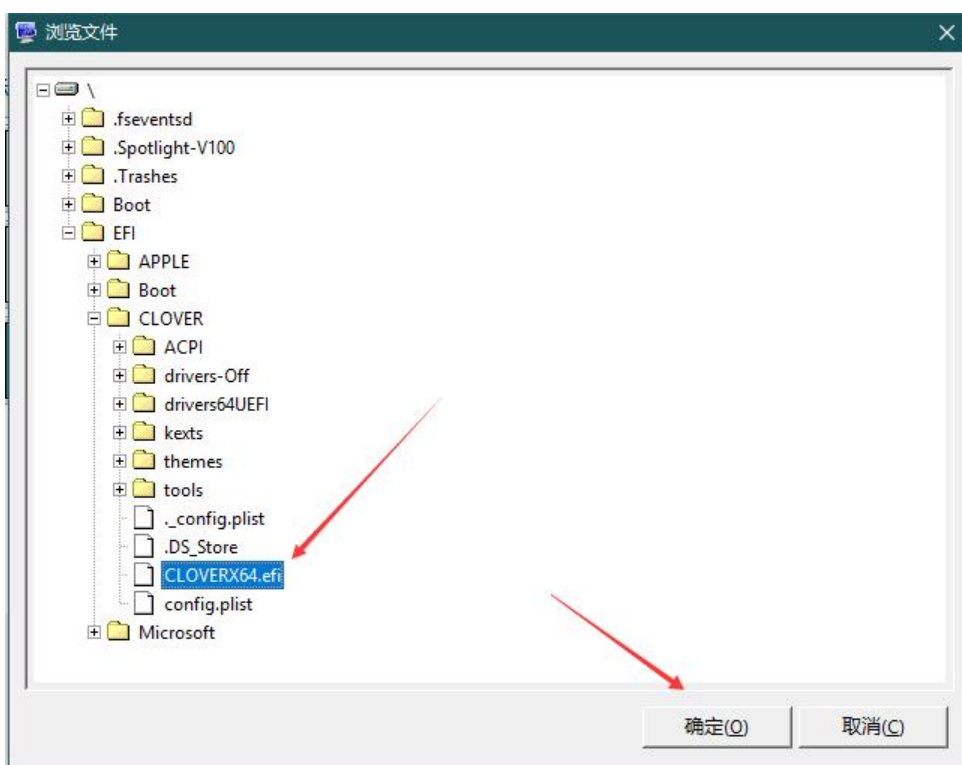 浏览文件
\
.fseventsd
.Spotlight-V100
.Trashes
Boot
EFI
APPLE
Boot
CLOVER
ACPI
drivers-Off
drivers64UEFI
kexts
themes
tools
._config.plist
.DS_Store
CLOVERX64.efi
config.plist
Microsoft
确定(O) 取消(C)